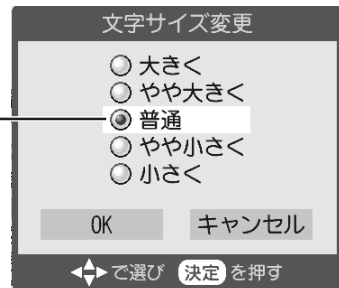 文字サイズ変更
大きく
やや大きく
普通
やや小さく
小さく
OK キャンセル
で選び 決定 を押す